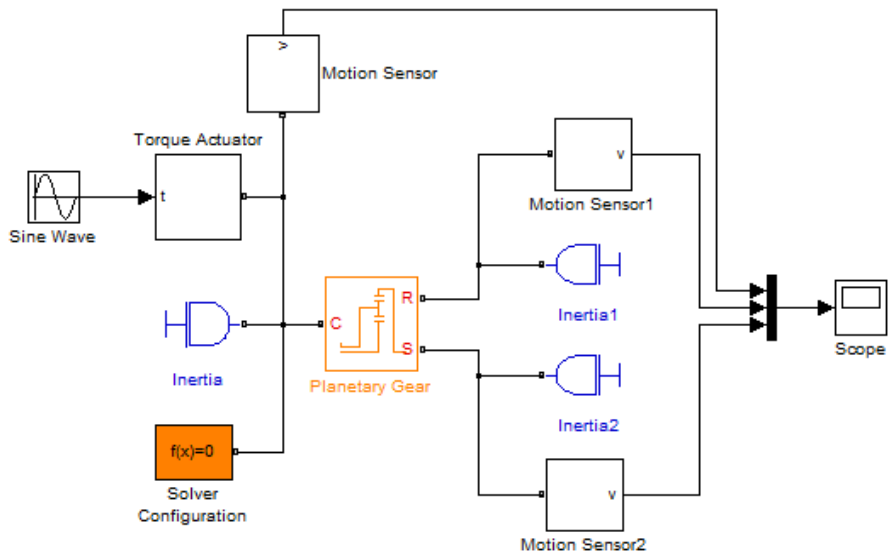 >
Motion Sensor
Torque Actuator
t
Sine Wave
v
Motion Sensor1
Inertia
C
R
S
Planetary Gear
Inertia1
Inertia2
Scope
f(x)=0
Solver
Configuration
v
Motion Sensor2